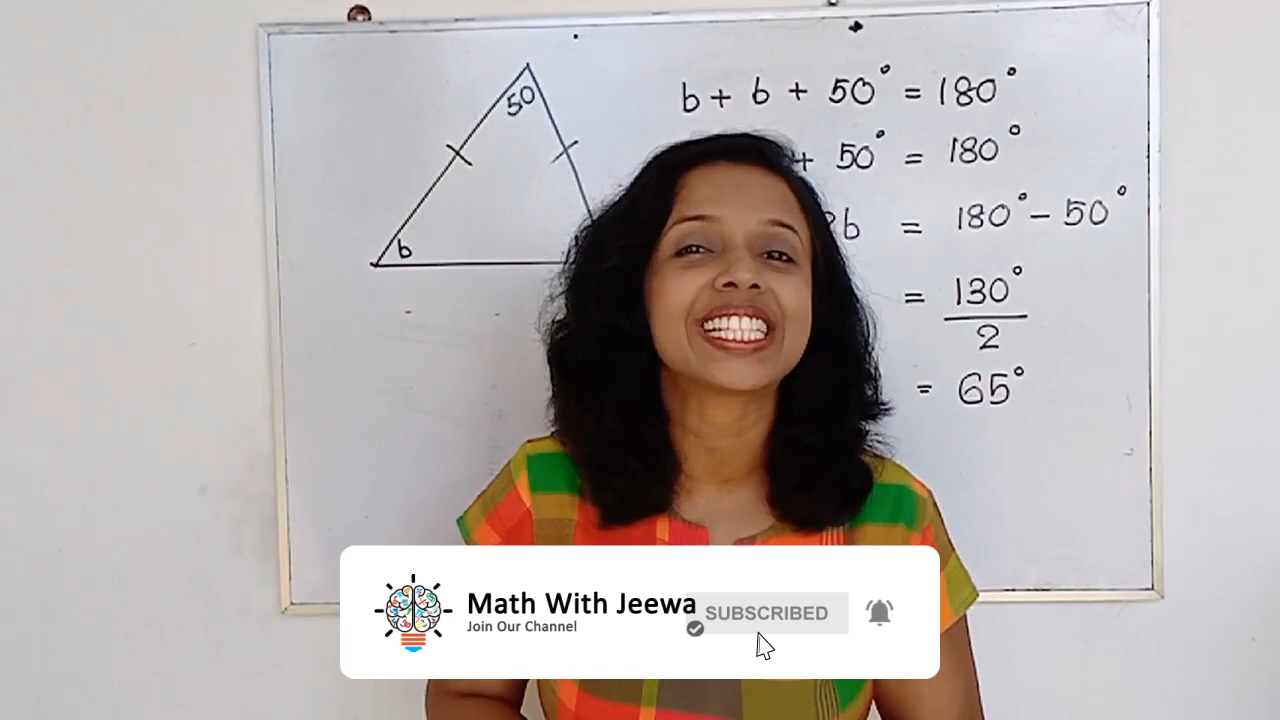 50
b
b + b + 50° = 180°
+ 50° = 180°
b = 180° - 50°
= 130°
2
= 65°
Math With Jeewa
Join Our Channel
SUBSCRIBED